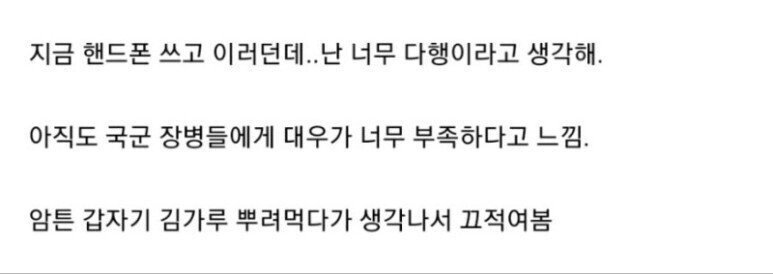 지금 핸드폰 쓰고 이러던데..난 너무 다행이라고 생각해.
아직도 국군 장병들에게 대우가 너무 부족하다고 느낌.
암튼 갑자기 김가루 뿌려먹다가 생각나서 끄적여봄